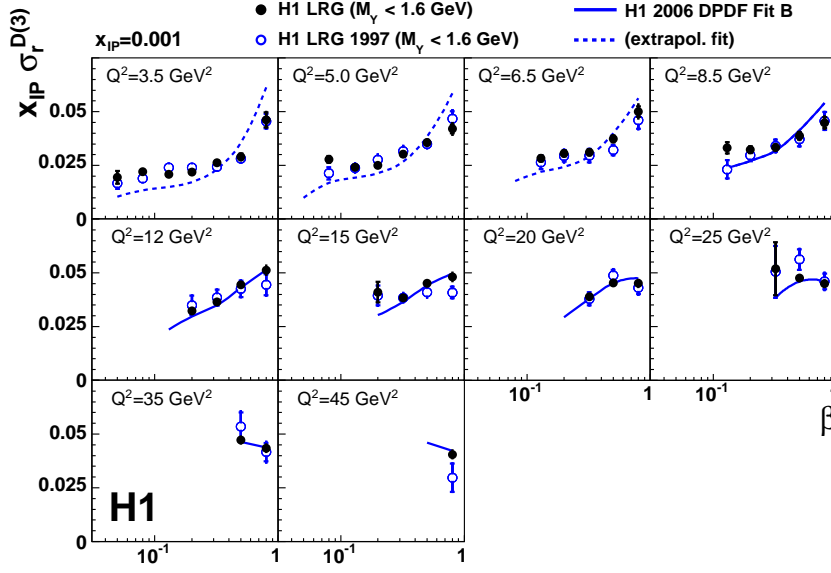 H1 LRG (M_Y < 1.6 GeV)
H1 2006 DPDF Fit B
x_IP=0.001
H1 LRG 1997 (M_Y < 1.6 GeV)
(extrapol. fit)
x_IP σ_r^D(3)
Q²=3.5 GeV²
Q²=5.0 GeV²
Q²=6.5 GeV²
Q²=8.5 GeV²
0.05
0.025
0
Q²=12 GeV²
Q²=15 GeV²
Q²=20 GeV²
Q²=25 GeV²
0.05
0.025
0
10⁻¹
1
10⁻¹
1
Q²=35 GeV²
Q²=45 GeV²
β
0.05
0.025
H1
0
10⁻¹
1
10⁻¹
1